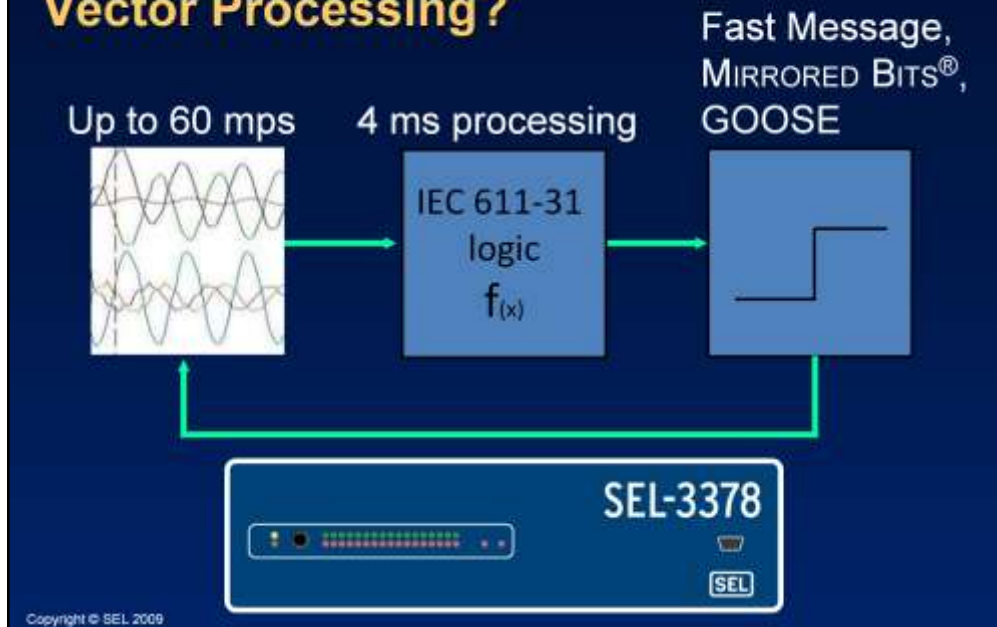 Vector Processing?
Up to 60 mps
4 ms processing
Fast Message,
MIRRORED BITS®,
GOOSE
IEC 611-31
logic
f(x)
SEL-3378
SEL
Copyright © SEL 2009